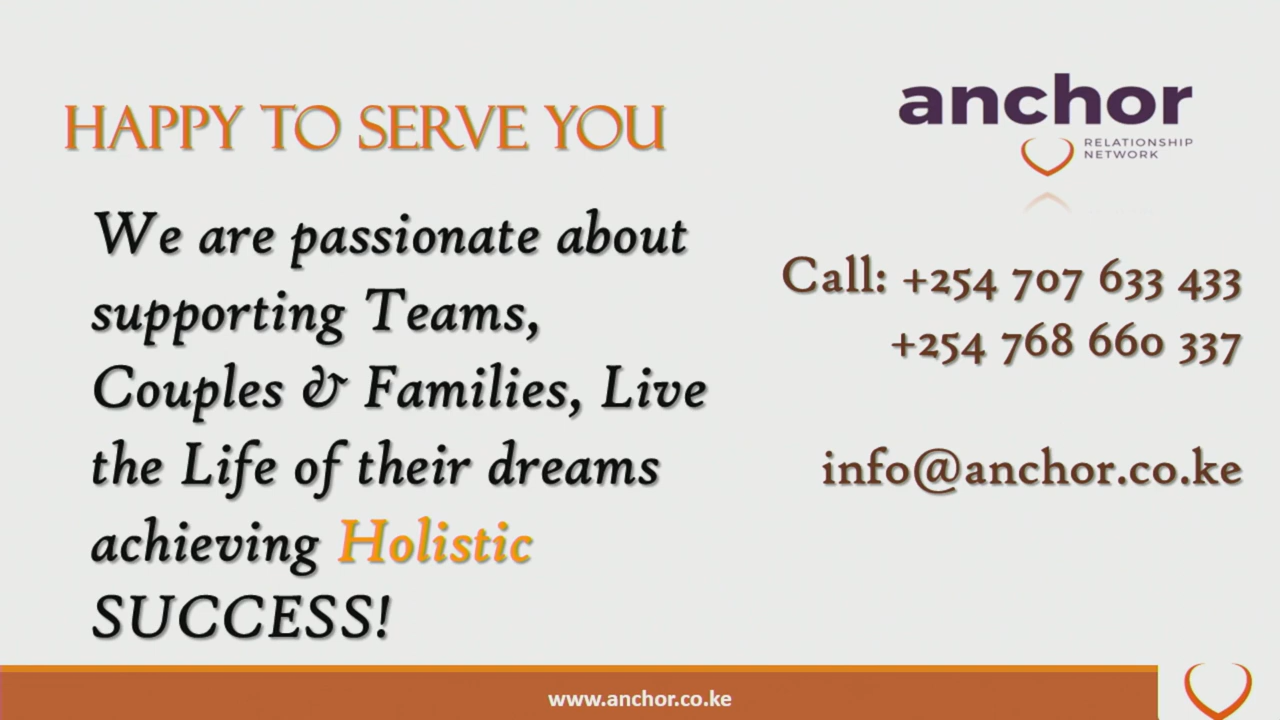 HAPPY TO SERVE YOU
We are passionate about
supporting Teams,
Couples & Families, Live
the Life of their dreams
achieving Holistic
SUCCESS!
anchor
RELATIONSHIP
NETWORK
Call: +254 707 633 433
+254 768 660 337
info@anchor.co.ke
www.anchor.co.ke